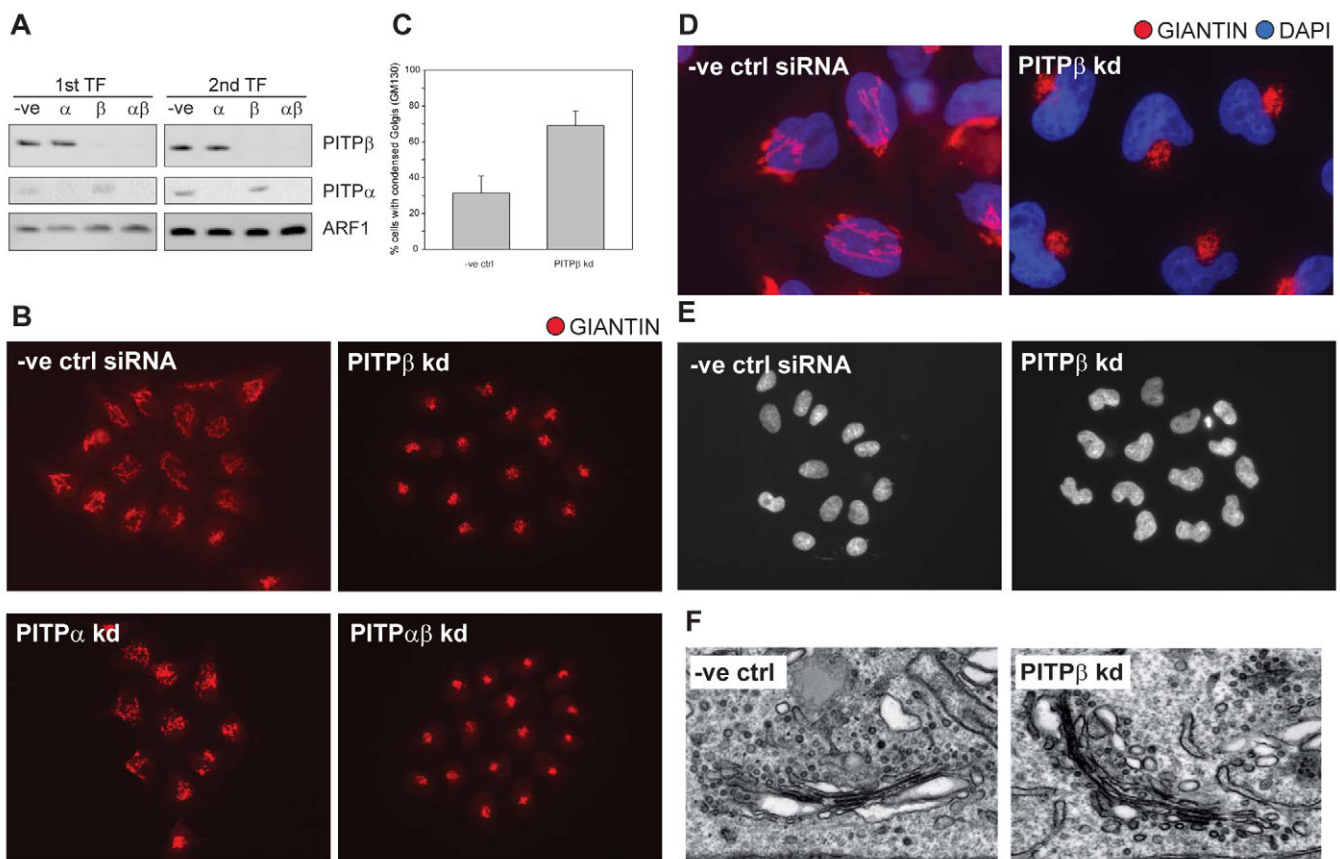 A
1st TF
2nd TF
-ve α β αβ
-ve α β αβ
PITPβ
PITPα
ARF1
C
% cells with condensed Golgis (GM130)
100
80
60
40
20
0
-ve ctrl
PITPβ kd
D
GIANTIN DAPI
-ve ctrl siRNA
PITPβ kd
B
GIANTIN
-ve ctrl siRNA
PITPβ kd
PITPα kd
PITPαβ kd
E
-ve ctrl siRNA
PITPβ kd
F
-ve ctrl
PITPβ kd